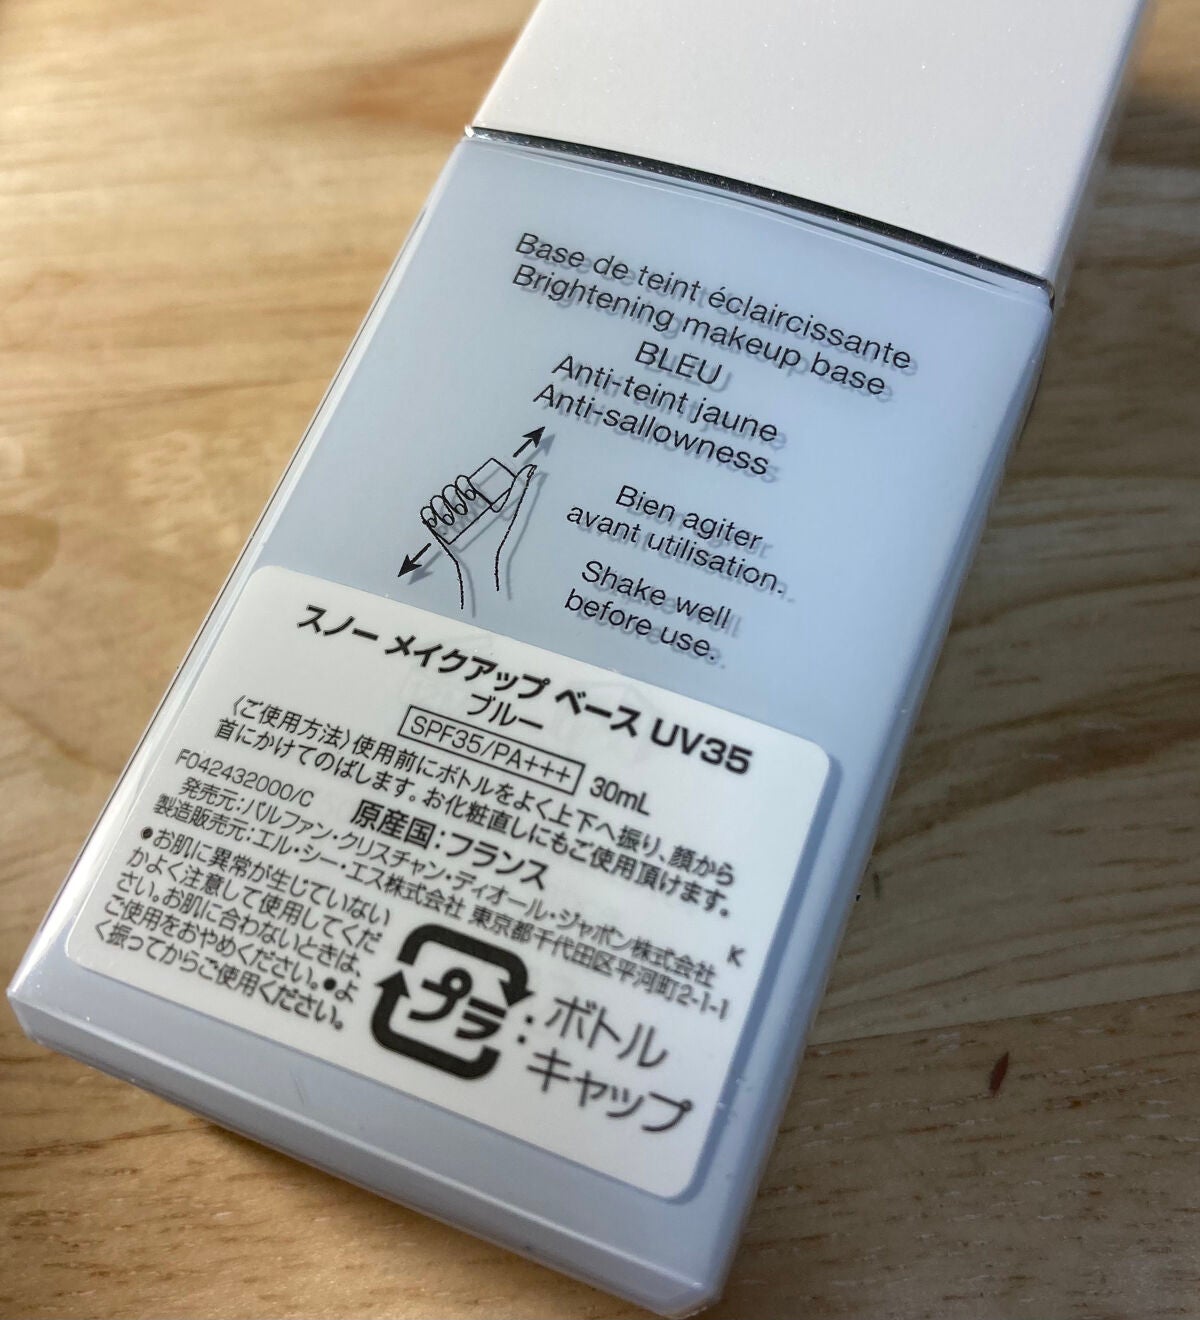 Base de teint éclaircissante
Brightening makeup base
BLEU
Anti-teint jaune
Anti-sallowness
Bien agiter
avant utilisation.
Shake well
before use.
スノー メイクアップ ベース UV35
ブルー
SPF35/PA+++ 30mL
〈ご使用方法〉使用前にボトルをよく上下へ振り、顔から
首にかけてのばします。お化粧直しにもご使用頂けます。
F042432000/C 原産国:フランス
発売元:パルファン・クリスチャン・ディオール・ジャポン株式会社 K
製造販売元:エル・シー・エス株式会社 東京都千代田区平河町2-1-1
●お肌に異常が生じていない
かよく注意して使用してくだ
さい。お肌に合わないときは、
ご使用をおやめください。●よ
く振ってからご使用ください。
プラ:ボトル
キャップ